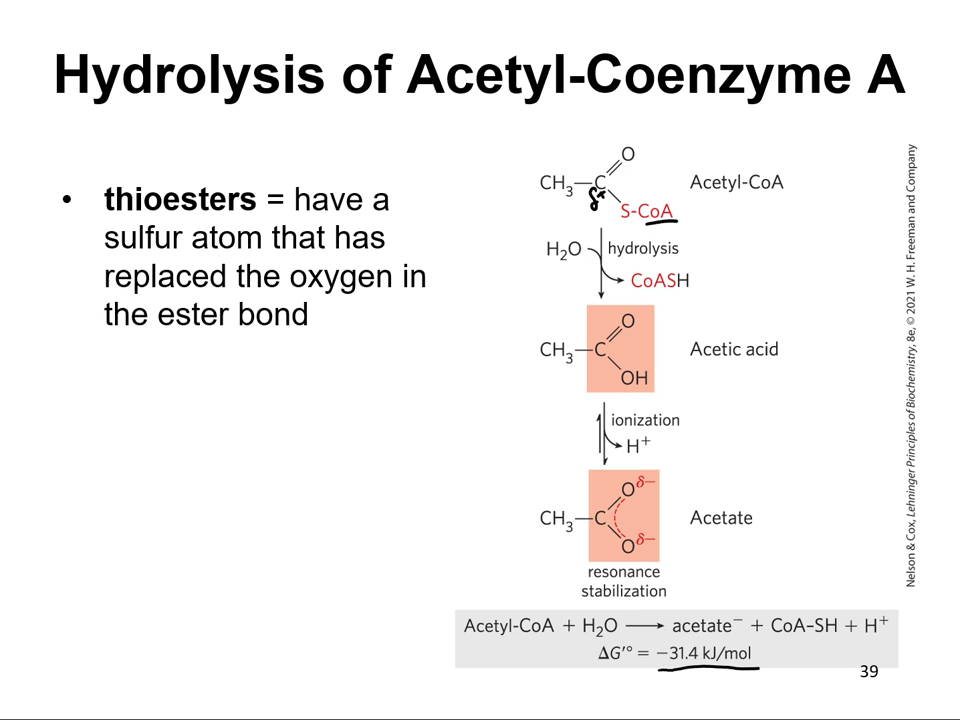 Hydrolysis of Acetyl-Coenzyme A
• thioesters = have a
sulfur atom that has
replaced the oxygen in
the ester bond
O
CH₃—C
S-CoA
Acetyl-CoA
H₂O
hydrolysis
CoASH
O
CH₃—C
OH
Acetic acid
ionization
H⁺
O δ–
CH₃—C
O δ–
Acetate
resonance
stabilization
Acetyl-CoA + H₂O ⟶ acetate⁻ + CoA–SH + H⁺
ΔG′° = −31.4 kJ/mol
39
Nelson & Cox, Lehninger Principles of Biochemistry, 8e, © 2021 W. H. Freeman and Company